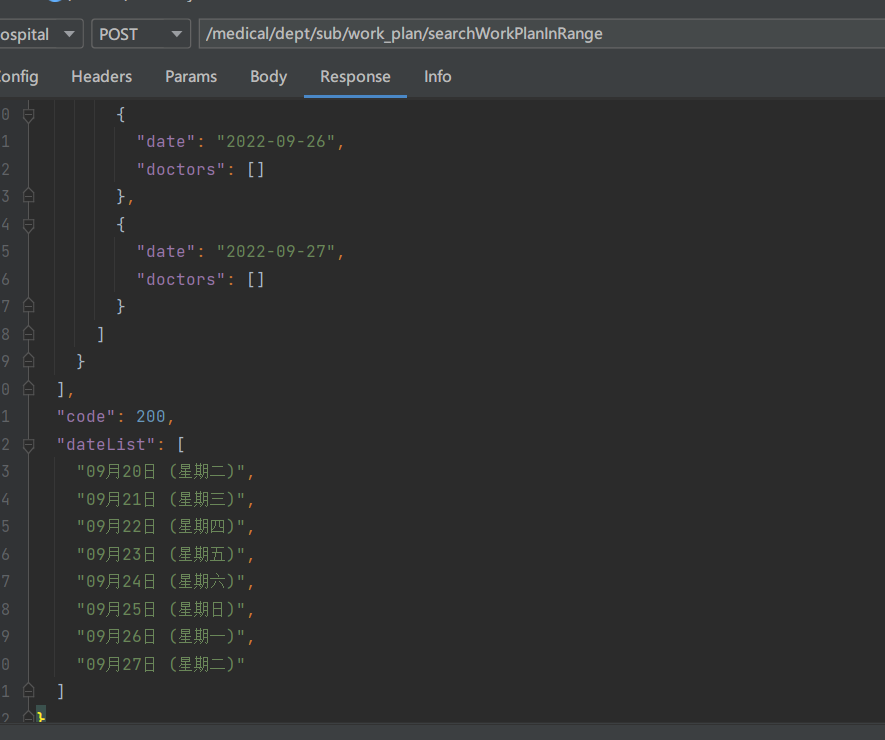 ospital POST /medical/dept/sub/work_plan/searchWorkPlanInRange
onfig Headers Params Body Response Info
0 {
1 "date": "2022-09-26",
2 "doctors": []
3 },
4 {
5 "date": "2022-09-27",
6 "doctors": []
7 }
8 ]
9 }
0 ],
1 "code": 200,
2 "dateList": [
3 "09月20日 (星期二)",
4 "09月21日 (星期三)",
5 "09月22日 (星期四)",
6 "09月23日 (星期五)",
7 "09月24日 (星期六)",
8 "09月25日 (星期日)",
9 "09月26日 (星期一)",
0 "09月27日 (星期二)"
1 ]
2 }